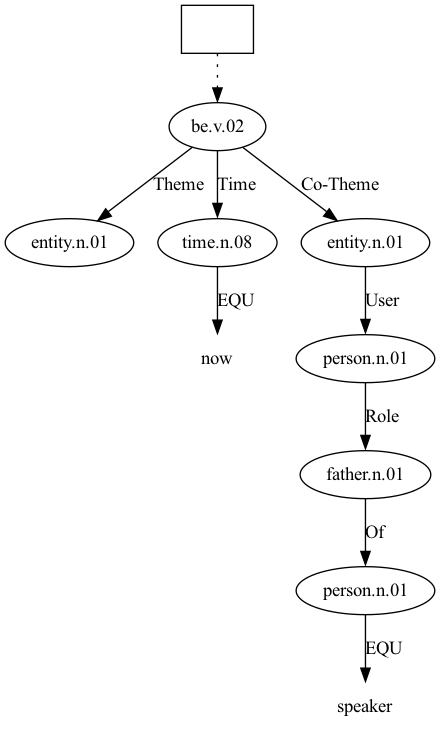 be.v.02
Theme
Time
Co-Theme
entity.n.01
time.n.08
entity.n.01
EQU
User
now
person.n.01
Role
father.n.01
Of
person.n.01
EQU
speaker